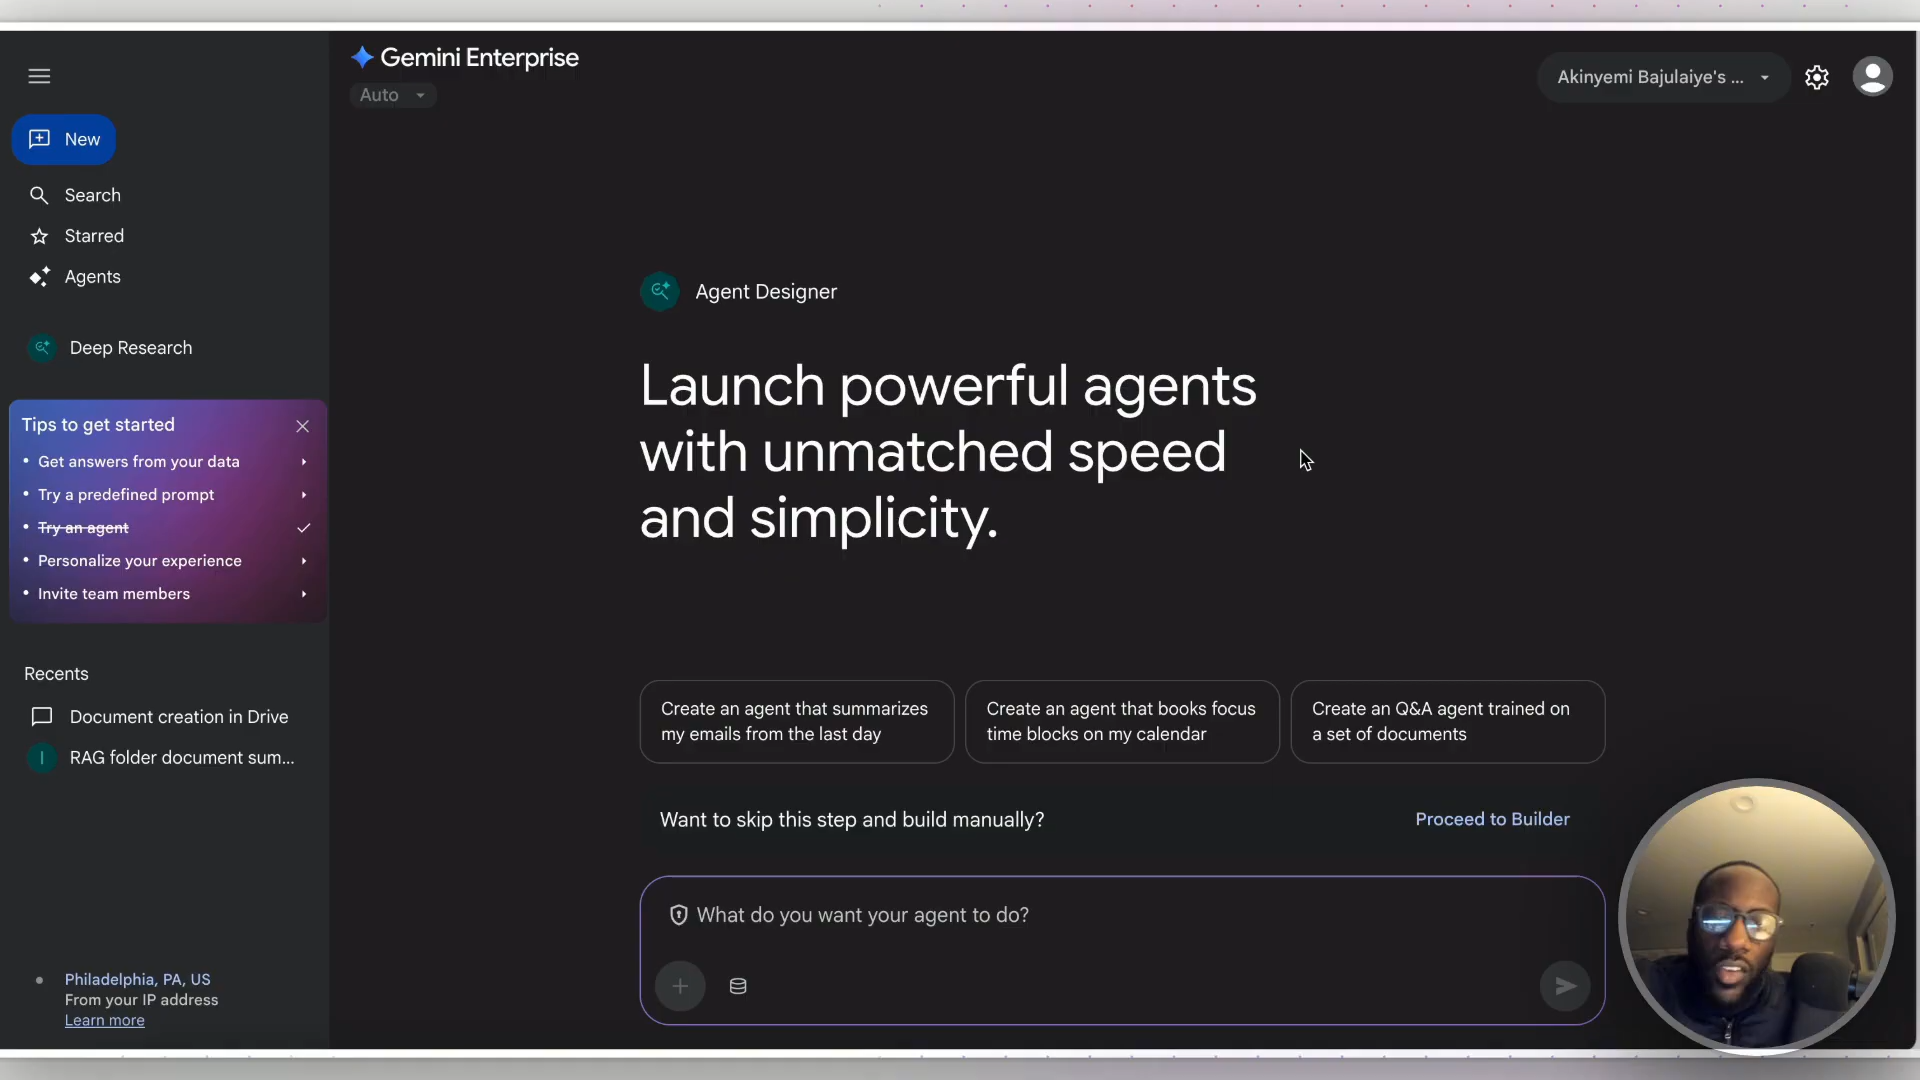 Gemini Enterprise
Auto
Akinyemi Bajulaiye's ...
New
Search
Starred
Agents
Deep Research
Tips to get started
Get answers from your data
Try a predefined prompt
Try an agent
Personalize your experience
Invite team members
Recents
Document creation in Drive
I
RAG folder document sum...
Philadelphia, PA, US
From your IP address
Learn more
Agent Designer
Launch powerful agents
with unmatched speed
and simplicity.
Create an agent that summarizes
my emails from the last day
Create an agent that books focus
time blocks on my calendar
Create an Q&A agent trained on
a set of documents
Want to skip this step and build manually?
Proceed to Builder
What do you want your agent to do?